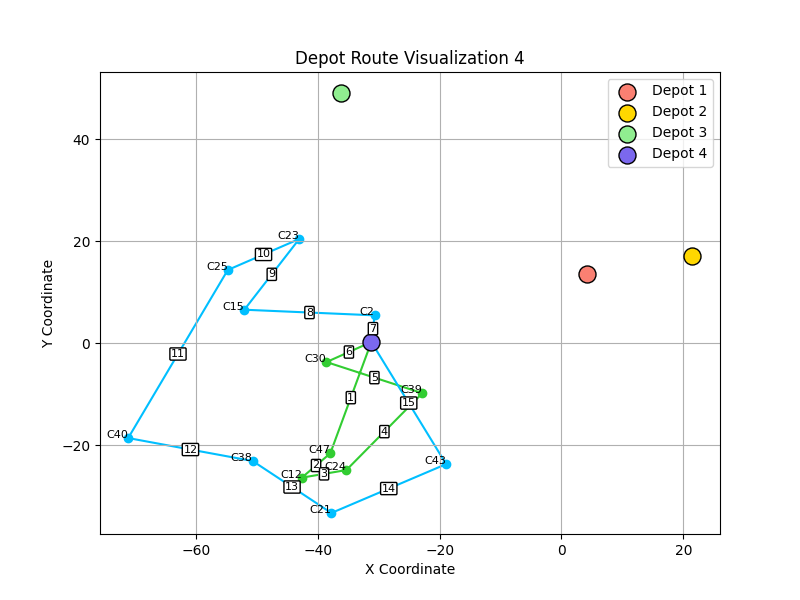 Depot Route Visualization 4
Depot 1
Depot 2
Depot 3
Depot 4
40
20
0
−20
−60
−40
−20
0
20
Y Coordinate
X Coordinate
C23
10
C25
9
C15
8
C2
7
11
6
C30
5
C39
1
15
4
C40
12
C38
C47
2
C24
3
C12
13
14
C43
C21